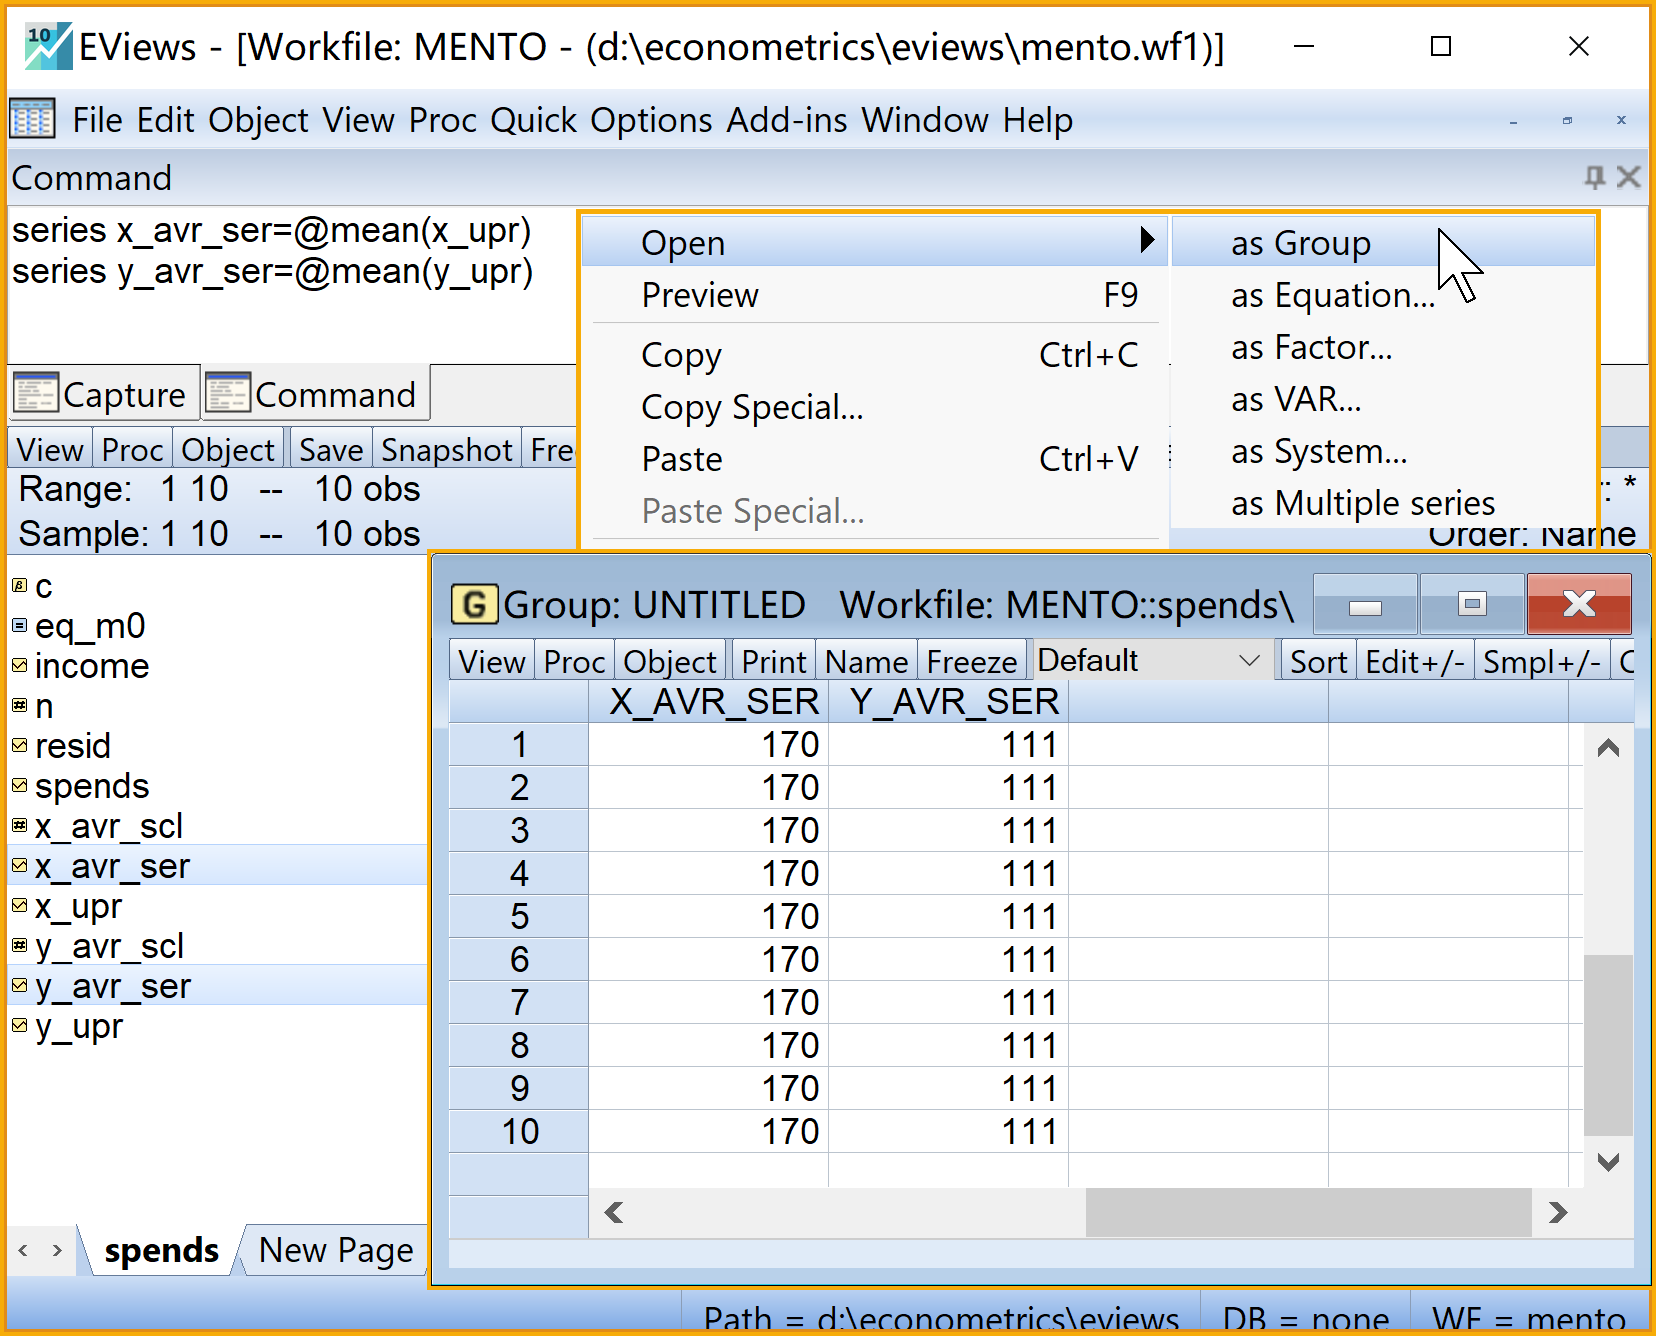 10 EViews - [Workfile: MENTO - (d:\econometrics\eviews\mento.wf1)]
File Edit Object View Proc Quick Options Add-ins Window Help
Command
series x_avr_ser=@mean(x_upr)
series y_avr_ser=@mean(y_upr)
Open
Preview F9
Copy Ctrl+C
Copy Special...
Paste Ctrl+V
Paste Special...
as Group
as Equation...
as Factor...
as VAR...
as System...
as Multiple series
Capture Command
View Proc Object Save Snapshot
Range: 1 10 -- 10 obs
: *
Sample: 1 10 -- 10 obs
Order: Name
c
eq_m0
income
n
resid
spends
x_avr_scl
x_avr_ser
x_upr
y_avr_scl
y_avr_ser
y_upr
G Group: UNTITLED Workfile: MENTO::spends\
View Proc Object Print Name Freeze Default Sort Edit+/- Smpl+/-
X_AVR_SER Y_AVR_SER
1 170 111
2 170 111
3 170 111
4 170 111
5 170 111
6 170 111
7 170 111
8 170 111
9 170 111
10 170 111
spends New Page
Path = d:\econometrics\eviews DB = none WF = mento